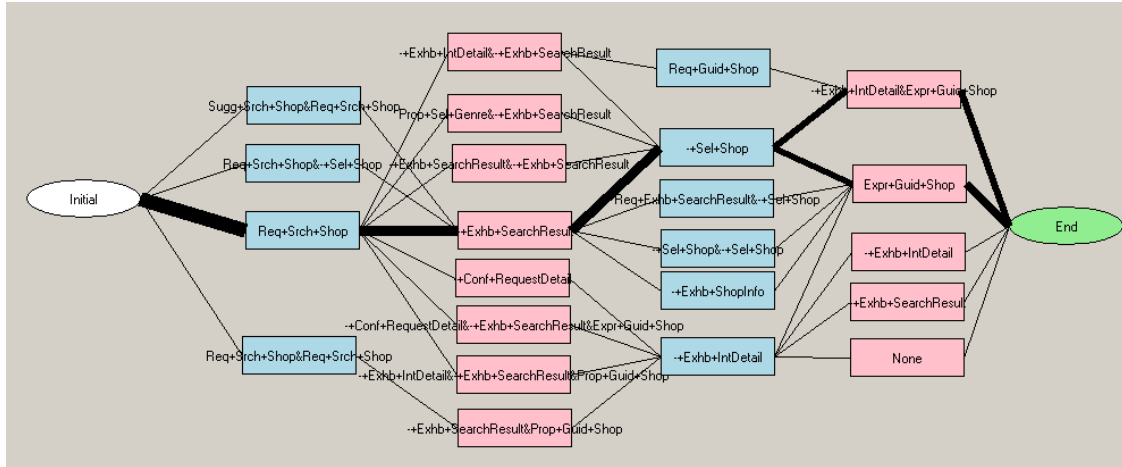 Initial
Sugg+Srch+Shop&Req+Srch+Shop
Req+Srch+Shop&-+Sel+Shop
Req+Srch+Shop
Req+Srch+Shop&Req+Srch+Shop
-+Exhb+IntDetail&-+Exhb+SearchResult
Prop+Sel+Genre&-+Exhb+SearchResult
-+Exhb+SearchResult&-+Exhb+SearchResult
-+Exhb+SearchResult
-+Conf+RequestDetail
-+Conf+RequestDetail&-+Exhb+SearchResult&Expr+Guid+Shop
-+Exhb+IntDetail&-+Exhb+SearchResult&Prop+Guid+Shop
-+Exhb+SearchResult&Prop+Guid+Shop
Req+Guid+Shop
-+Sel+Shop
Req+Exhb+SearchResult&-+Sel+Shop
-+Sel+Shop&-+Sel+Shop
-+Exhb+ShopInfo
-+Exhb+IntDetail
-+Exhb+IntDetail&Expr+Guid+Shop
Expr+Guid+Shop
-+Exhb+IntDetail
-+Exhb+SearchResult
None
End